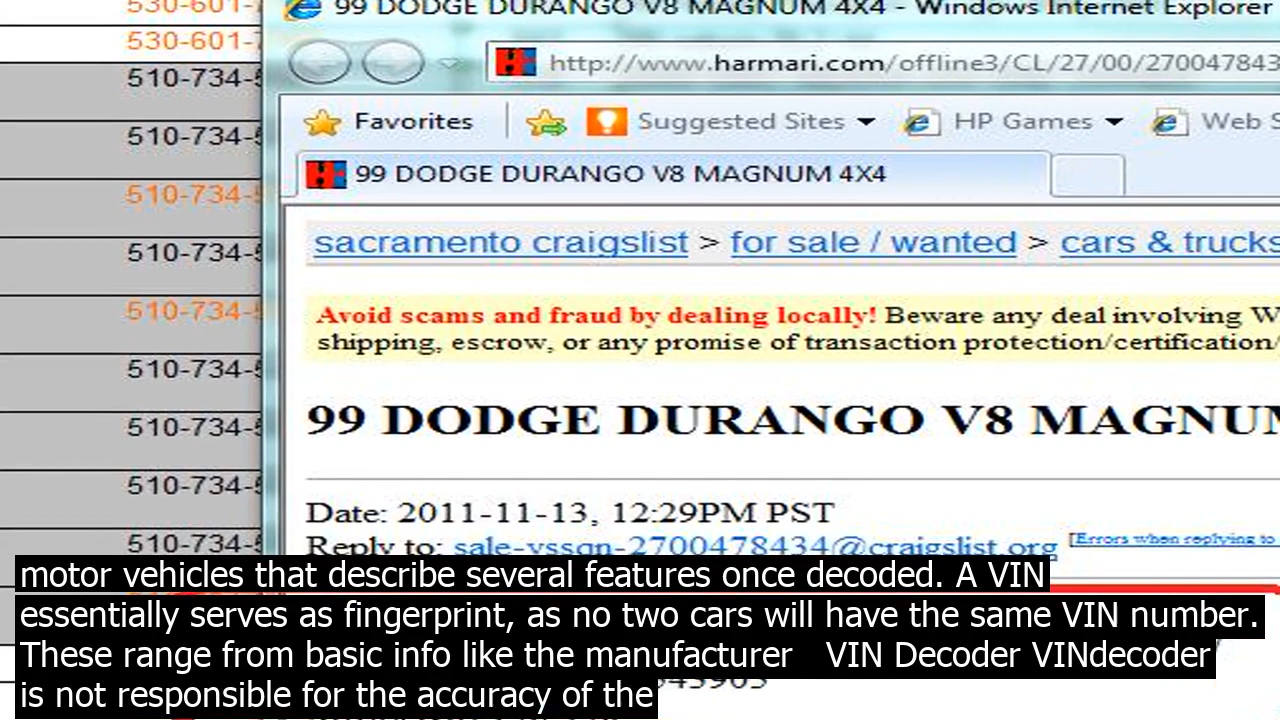 530-601-
530-601-
510-734-
510-734-
510-734-
510-734-
510-734-
510-734-
510-734-
510-734-
510-734-
99 DODGE DURANGO V8 MAGNUM 4X4 - Windows Internet Explorer
http://www.harmari.com/offline3/CL/27/00/270047843
Favorites Suggested Sites HP Games Web S
99 DODGE DURANGO V8 MAGNUM 4X4
sacramento craigslist > for sale / wanted > cars & trucks
Avoid scams and fraud by dealing locally! Beware any deal involving W
shipping, escrow, or any promise of transaction protection/certification/
99 DODGE DURANGO V8 MAGNUM
Date: 2011-11-13, 12:29PM PST
Reply to: sale-vssqn-2700478434@craigslist.org [Errors when replying to
motor vehicles that describe several features once decoded. A VIN
essentially serves as fingerprint, as no two cars will have the same VIN number.
These range from basic info like the manufacturer VIN Decoder VINdecoder
is not responsible for the accuracy of the